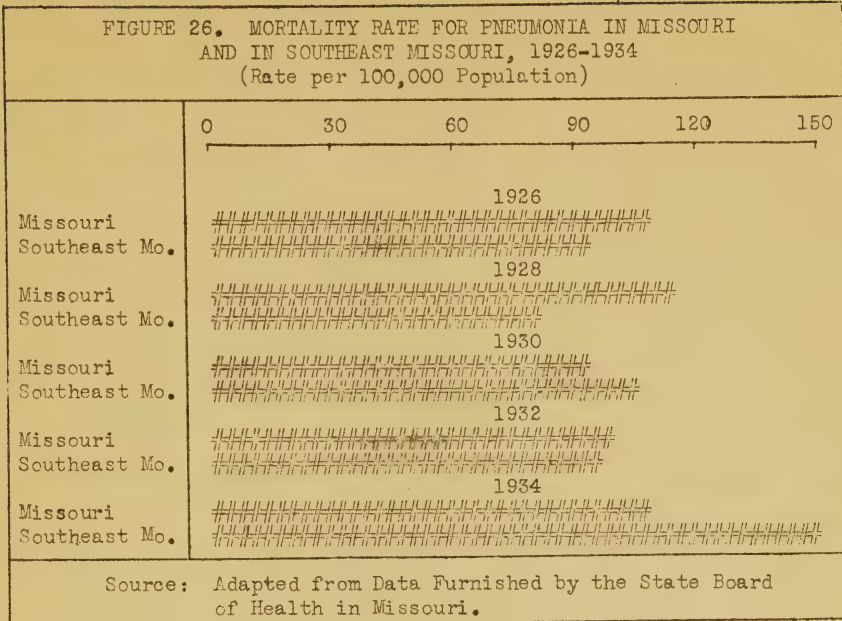 FIGURE 26. MORTALITY RATE FOR PNEUMONIA IN MISSOURI
AND IN SOUTHEAST MISSOURI, 1926-1934
(Rate per 100,000 Population)
0 30 60 90 120 150
1926
Missouri
Southeast Mo.
1928
Missouri
Southeast Mo.
1930
Missouri
Southeast Mo.
1932
Missouri
Southeast Mo.
1934
Missouri
Southeast Mo.
Source: Adapted from Data Furnished by the State Board
of Health in Missouri.